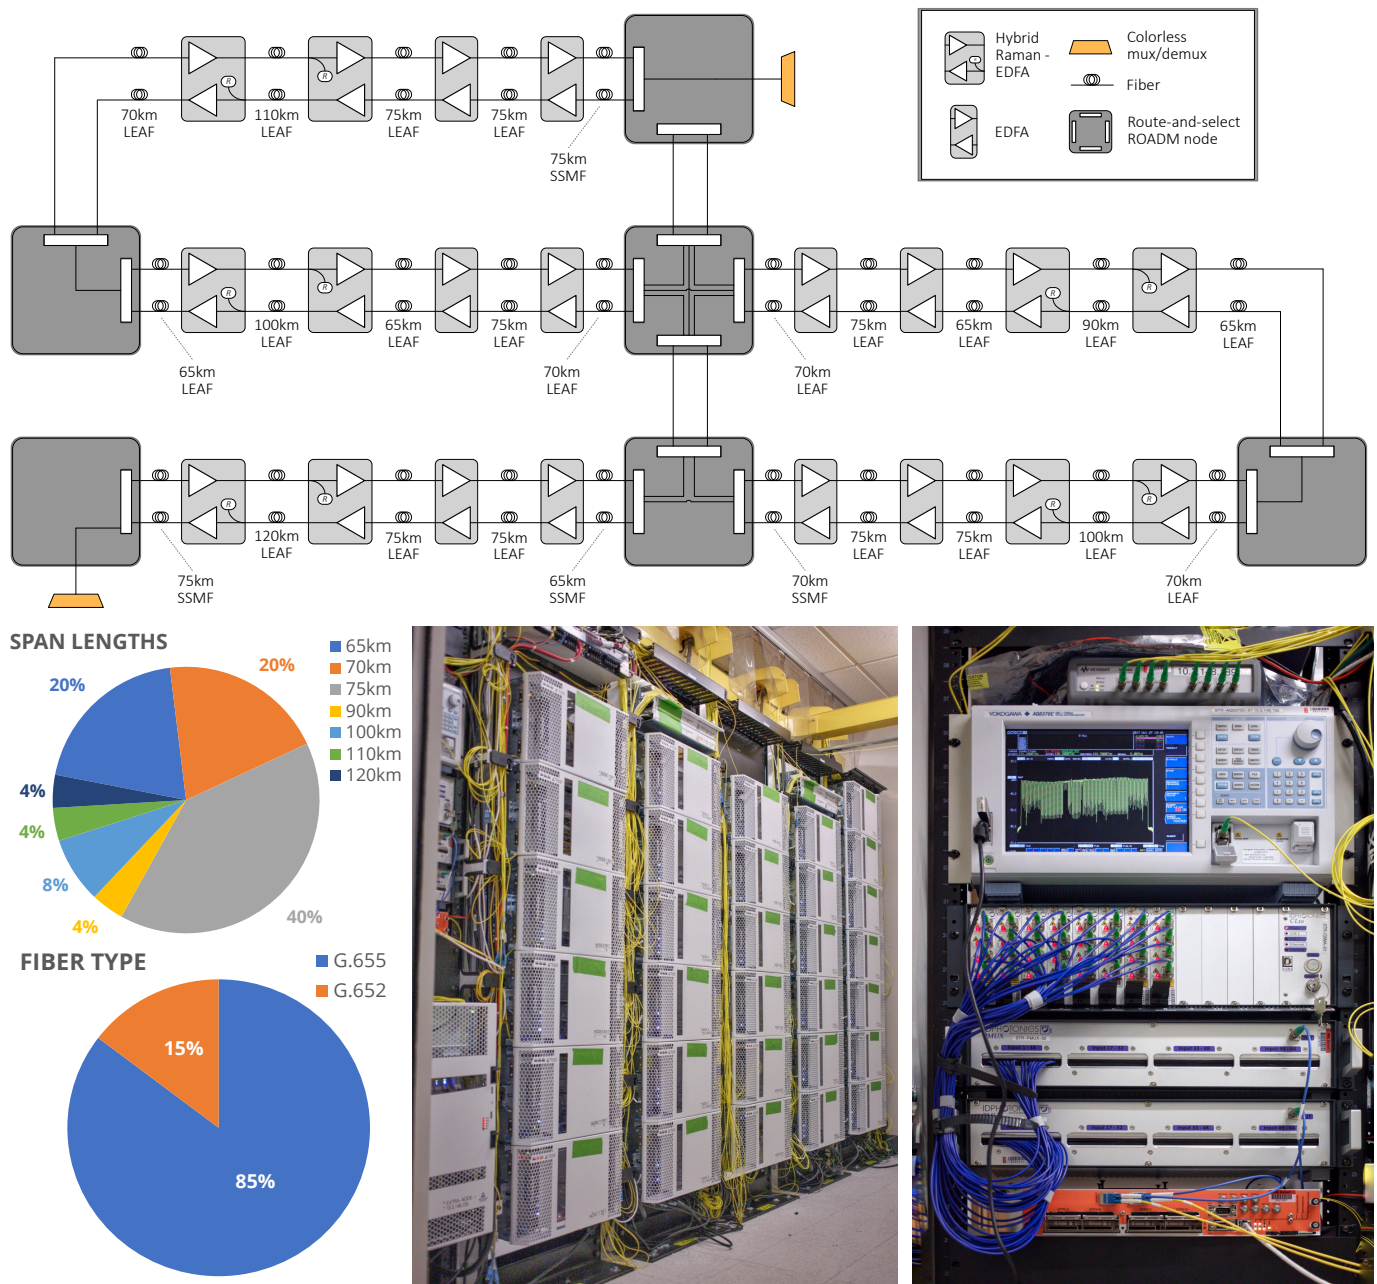 Hybrid
Raman -
EDFA
Colorless
mux/demux
Fiber
EDFA
Route-and-select
ROADM node
R
R
70km
LEAF
110km
LEAF
75km
LEAF
75km
LEAF
75km
SSMF
R
R
R
R
100km
LEAF
65km
LEAF
75km
LEAF
75km
LEAF
65km
LEAF
90km
LEAF
65km
LEAF
65km
LEAF
70km
LEAF
70km
LEAF
R
R
R
120km
LEAF
75km
LEAF
75km
LEAF
75km
LEAF
75km
LEAF
100km
LEAF
75km
SSMF
65km
SSMF
70km
SSMF
70km
LEAF
SPAN LENGTHS
65km
70km
75km
90km
100km
110km
120km
20%
20%
4%
4%
8%
4%
40%
FIBER TYPE
G.655
G.652
15%
85%
YOKOGAWA
IDPHOTONICS
IDPHOTONICS